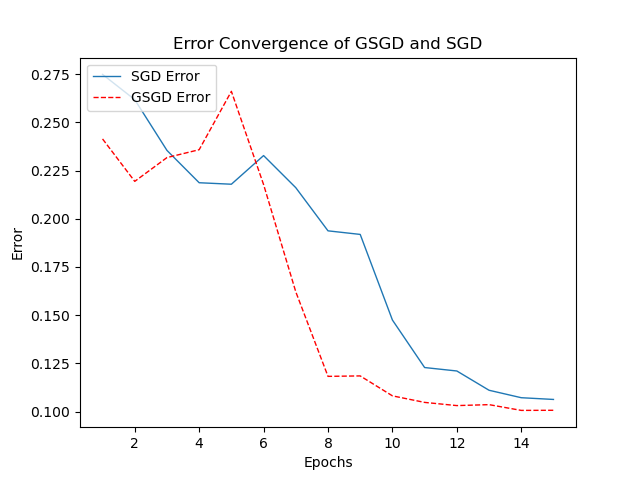 Error Convergence of GSGD and SGD
SGD Error
GSGD Error
Error
0.275
0.250
0.225
0.200
0.175
0.150
0.125
0.100
2 4 6 8 10 12 14
Epochs